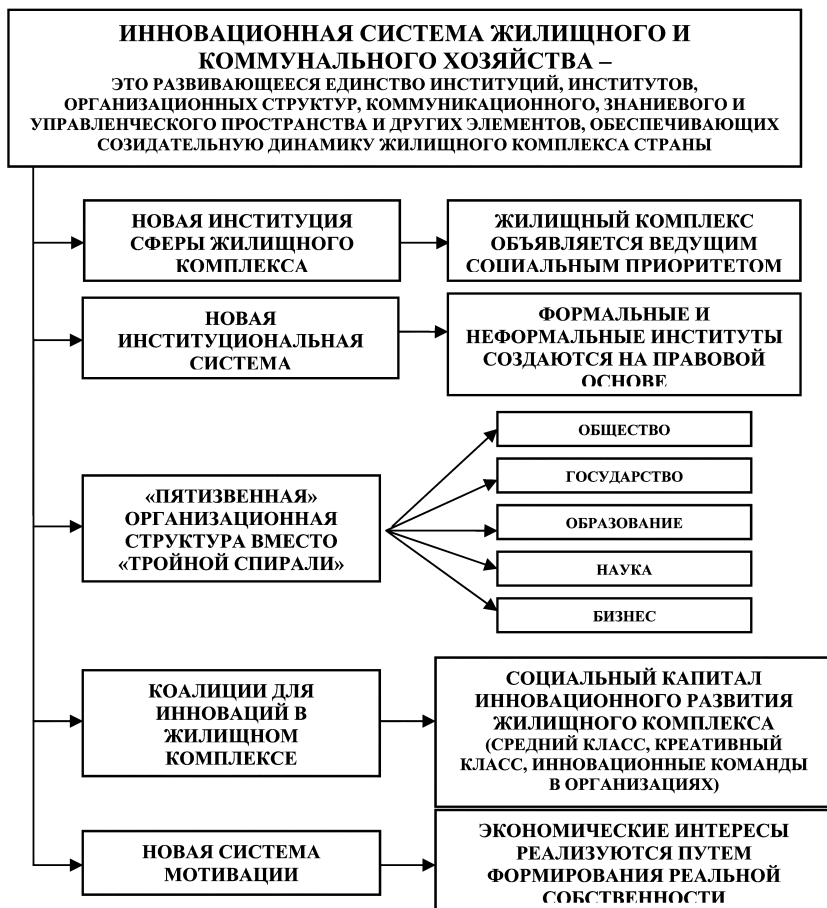 ИННОВАЦИОННАЯ СИСТЕМА ЖИЛИЩНОГО И
КОММУНАЛЬНОГО ХОЗЯЙСТВА –
ЭТО РАЗВИВАЮЩЕЕСЯ ЕДИНСТВО ИНСТИТУЦИЙ, ИНСТИТУТОВ,
ОРГАНИЗАЦИОННЫХ СТРУКТУР, КОММУНИКАЦИОННОГО, ЗНАНИЕВОГО И
УПРАВЛЕНЧЕСКОГО ПРОСТРАНСТВА И ДРУГИХ ЭЛЕМЕНТОВ, ОБЕСПЕЧИВАЮЩИХ
СОЗИДАТЕЛЬНУЮ ДИНАМИКУ ЖИЛИЩНОГО КОМПЛЕКСА СТРАНЫ
НОВАЯ ИНСТИТУЦИЯ
СФЕРЫ ЖИЛИЩНОГО
КОМПЛЕКСА
ЖИЛИЩНЫЙ КОМПЛЕКС
ОБЪЯВЛЯЕТСЯ ВЕДУЩИМ
СОЦИАЛЬНЫМ ПРИОРИТЕТОМ
НОВАЯ
ИНСТИТУЦИОНАЛЬНАЯ
СИСТЕМА
ФОРМАЛЬНЫЕ И
НЕФОРМАЛЬНЫЕ ИНСТИТУТЫ
СОЗДАЮТСЯ НА ПРАВОВОЙ
ОСНОВЕ
«ПЯТИЗВЕННАЯ»
ОРГАНИЗАЦИОННАЯ
СТРУКТУРА ВМЕСТО
«ТРОЙНОЙ СПИРАЛИ»
ОБЩЕСТВО
ГОСУДАРСТВО
ОБРАЗОВАНИЕ
НАУКА
БИЗНЕС
КОАЛИЦИИ ДЛЯ
ИННОВАЦИЙ В
ЖИЛИЩНОМ
КОМПЛЕКСЕ
СОЦИАЛЬНЫЙ КАПИТАЛ
ИННОВАЦИОННОГО РАЗВИТИЯ
ЖИЛИЩНОГО КОМПЛЕКСА
(СРЕДНИЙ КЛАСС, КРЕАТИВНЫЙ
КЛАСС, ИННОВАЦИОННЫЕ КОМАНДЫ
В ОРГАНИЗАЦИЯХ)
НОВАЯ СИСТЕМА
МОТИВАЦИИ
ЭКОНОМИЧЕСКИЕ ИНТЕРЕСЫ
РЕАЛИЗУЮТСЯ ПУТЕМ
ФОРМИРОВАНИЯ РЕАЛЬНОЙ
СОБСТВЕННОСТИ